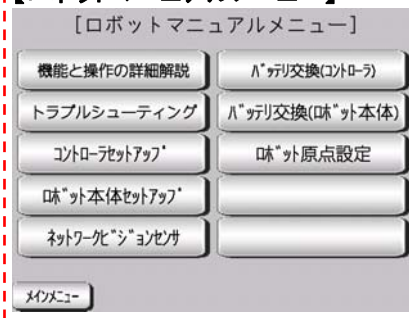 [ロボットマニュアルメニュー]
機能と操作の詳細解説
ﾊﾞｯﾃﾘ交換(ｺﾝﾄﾛｰﾗ)
トラブルシューティング
ﾊﾞｯﾃﾘ交換(ﾛﾎﾞｯﾄ本体)
ｺﾝﾄﾛｰﾗｾｯﾄｱｯﾌﾟ
ﾛﾎﾞｯﾄ原点設定
ﾛﾎﾞｯﾄ本体ｾｯﾄｱｯﾌﾟ
ﾈｯﾄﾜｰｸﾋﾞｼﾞｮﾝｾﾝｻ
ﾒｲﾝﾒﾆｭｰ